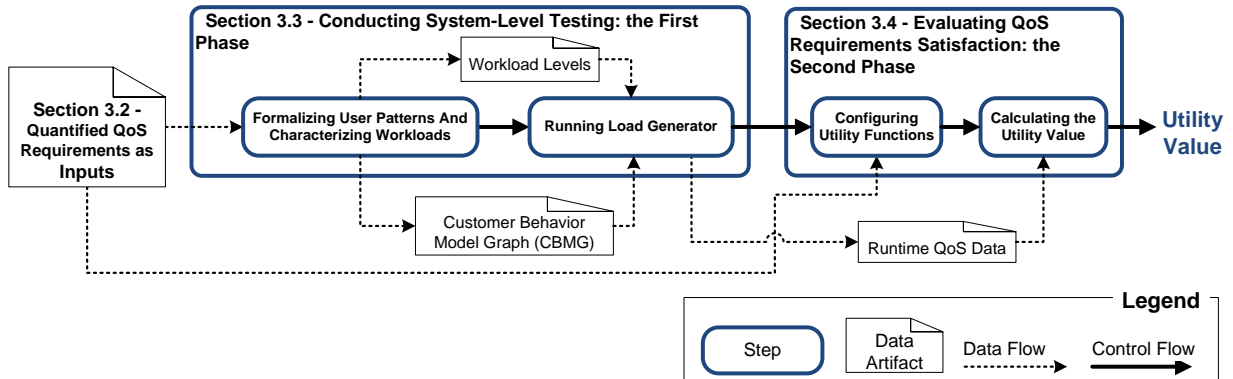 Section 3.3 - Conducting System-Level Testing: the First
Phase
Section 3.4 - Evaluating QoS
Requirements Satisfaction: the
Second Phase
Workload Levels
Section 3.2 -
Quantified QoS
Requirements as
Inputs
Formalizing User Patterns And
Characterizing Workloads
Running Load Generator
Configuring
Utility Functions
Calculating the
Utility Value
Utility
Value
Customer Behavior
Model Graph (CBMG)
Runtime QoS Data
Legend
Step
Data
Artifact
Data Flow
Control Flow